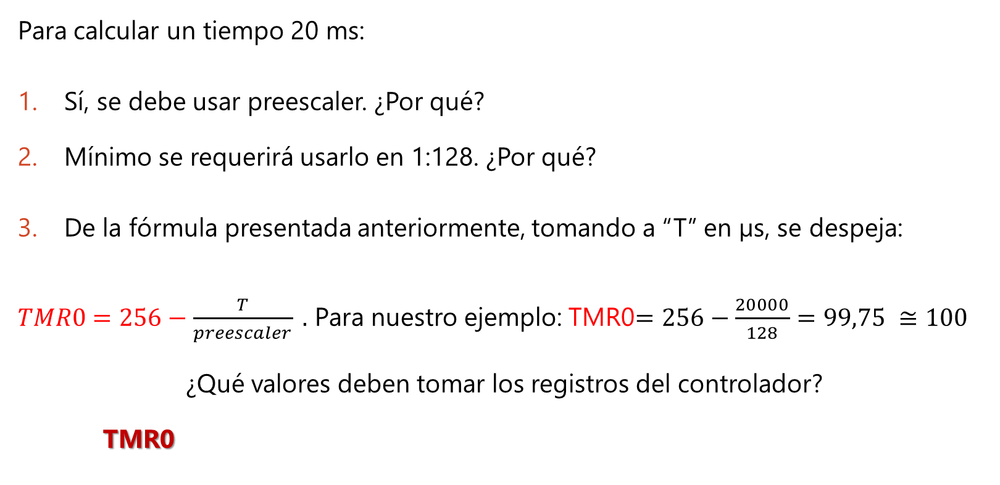 Para calcular un tiempo 20 ms:
1. Sí, se debe usar preescaler. ¿Por qué?
2. Mínimo se requerirá usarlo en 1:128. ¿Por qué?
3. De la fórmula presentada anteriormente, tomando a “T” en µs, se despeja:
TMR0 = 256 − T/preescaler . Para nuestro ejemplo: TMR0= 256 − 20000/128 = 99,75 ≅ 100
¿Qué valores deben tomar los registros del controlador?
TMR0